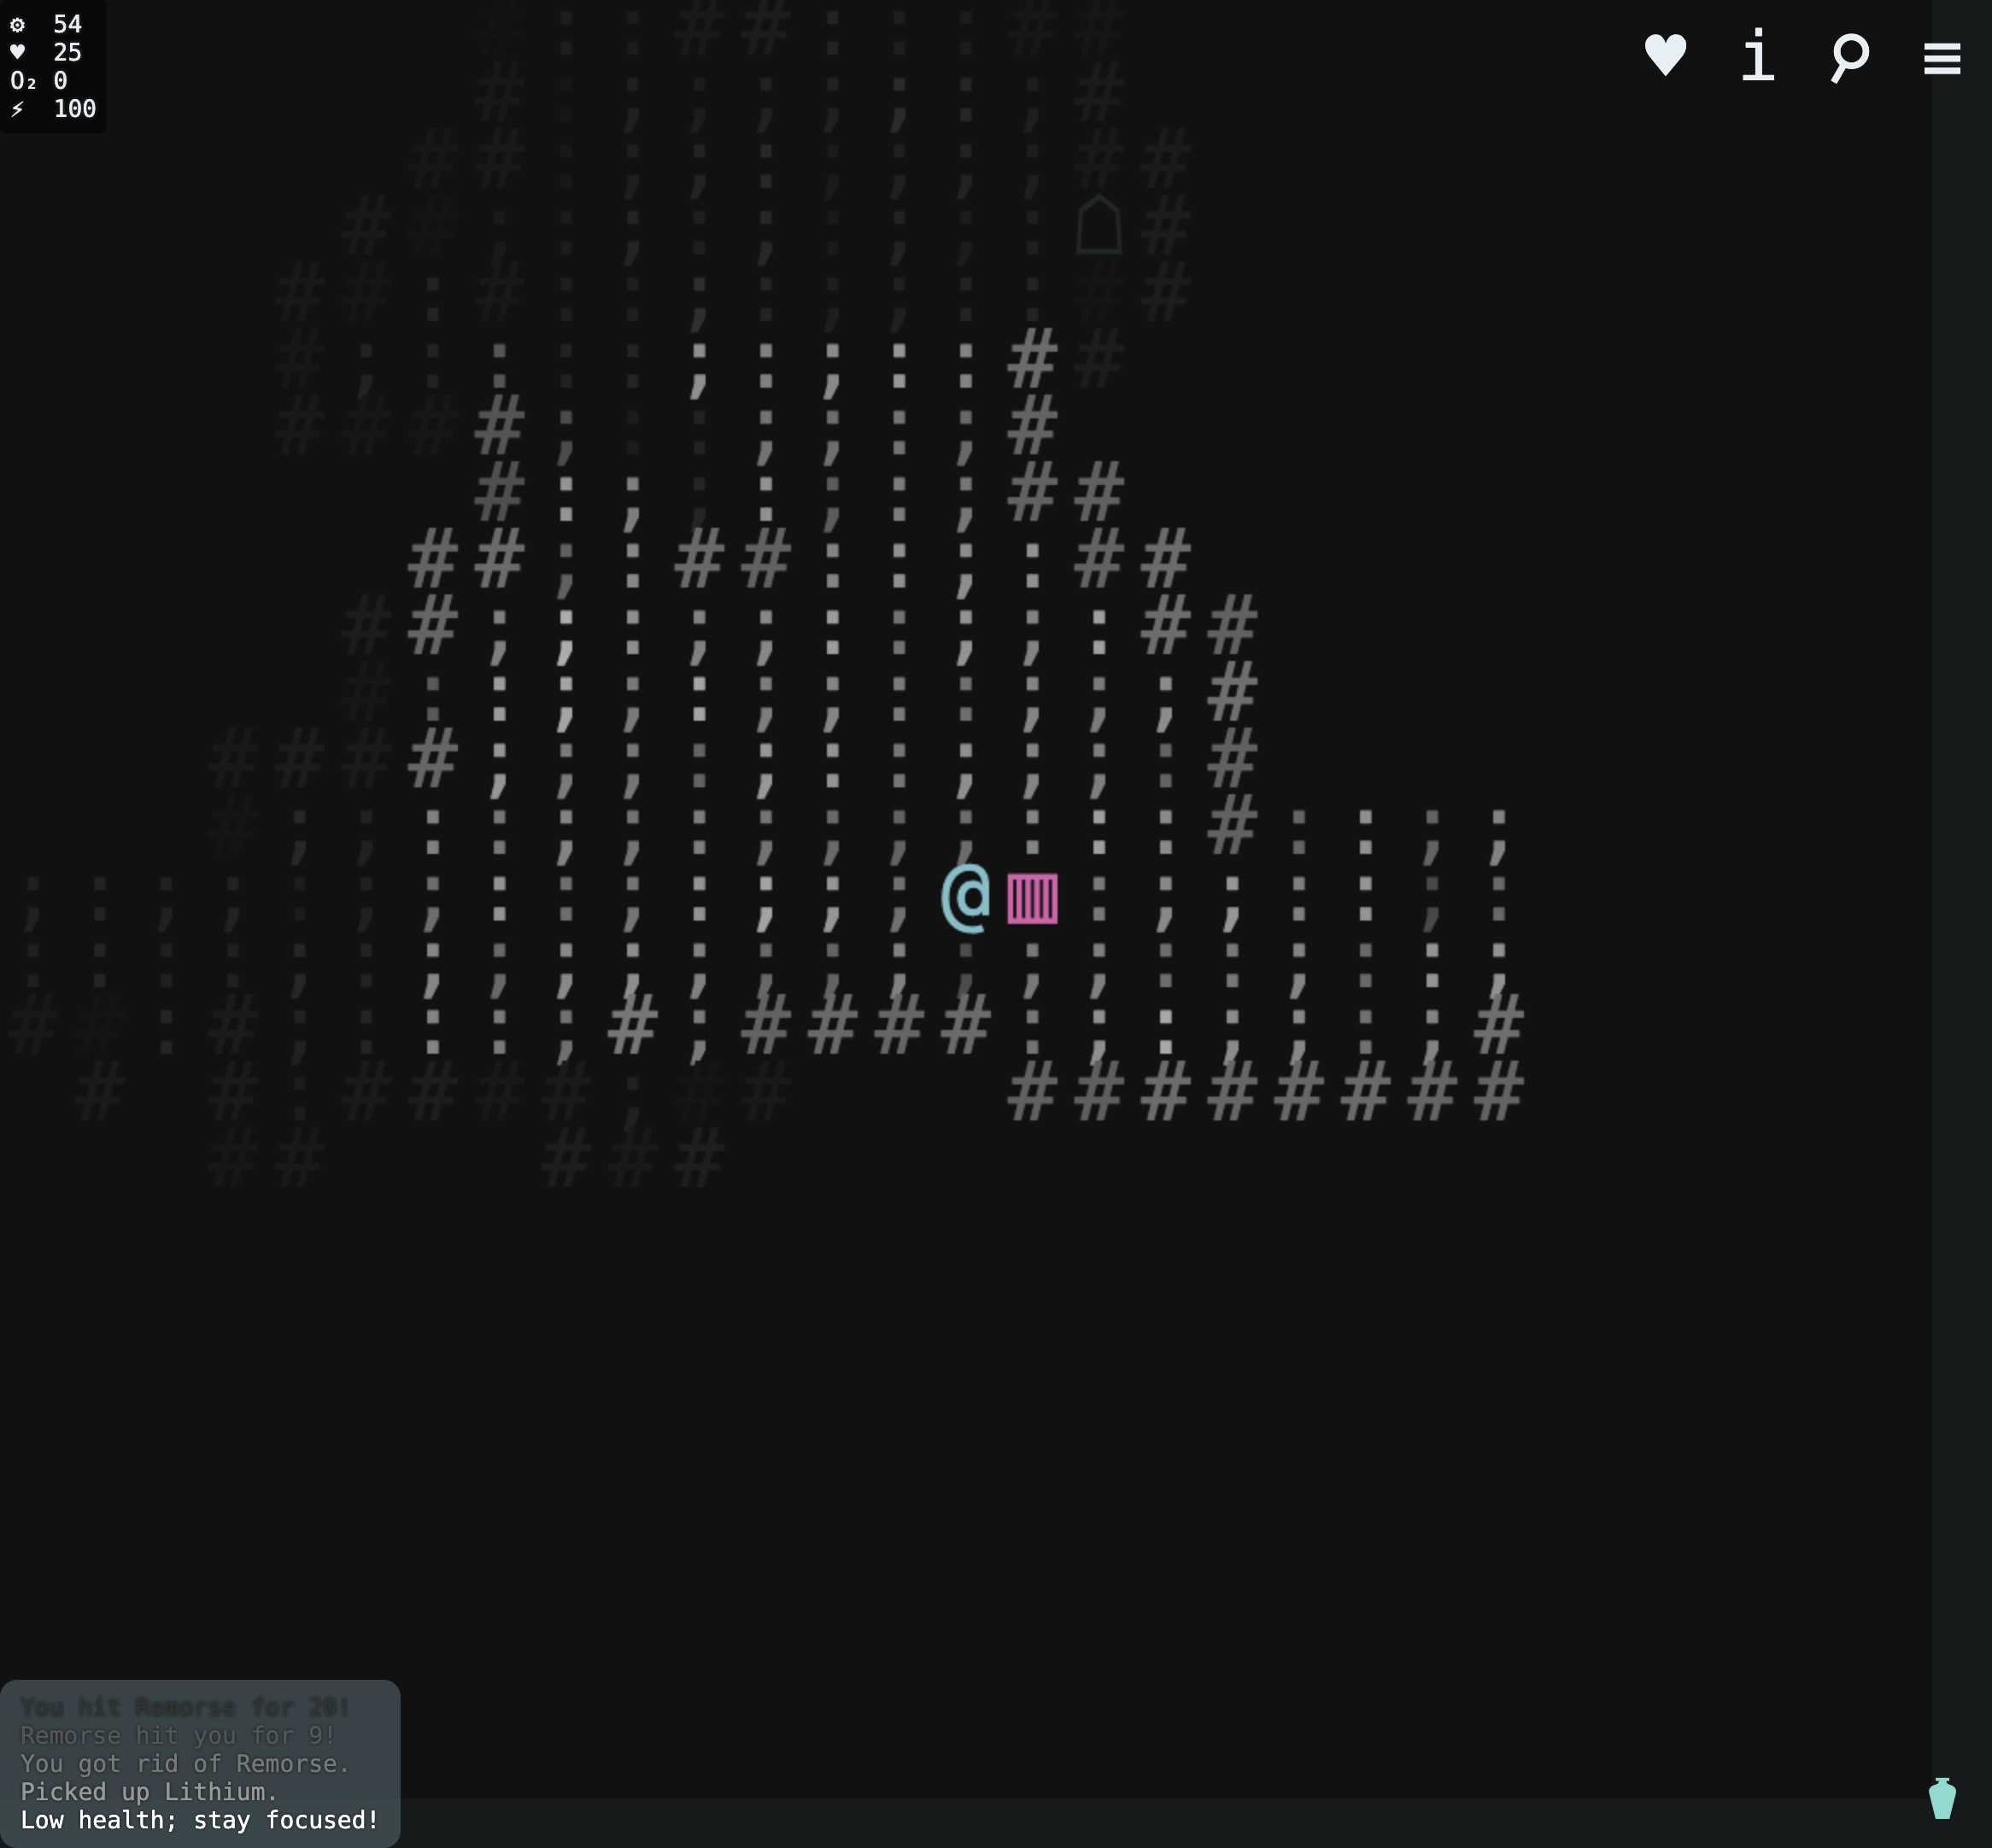 ⚙ 54
♥ 25
O₂ 0
⚡ 100
i
@
You hit Remorse for 20!
Remorse hit you for 9!
You got rid of Remorse.
Picked up Lithium.
Low health; stay focused!